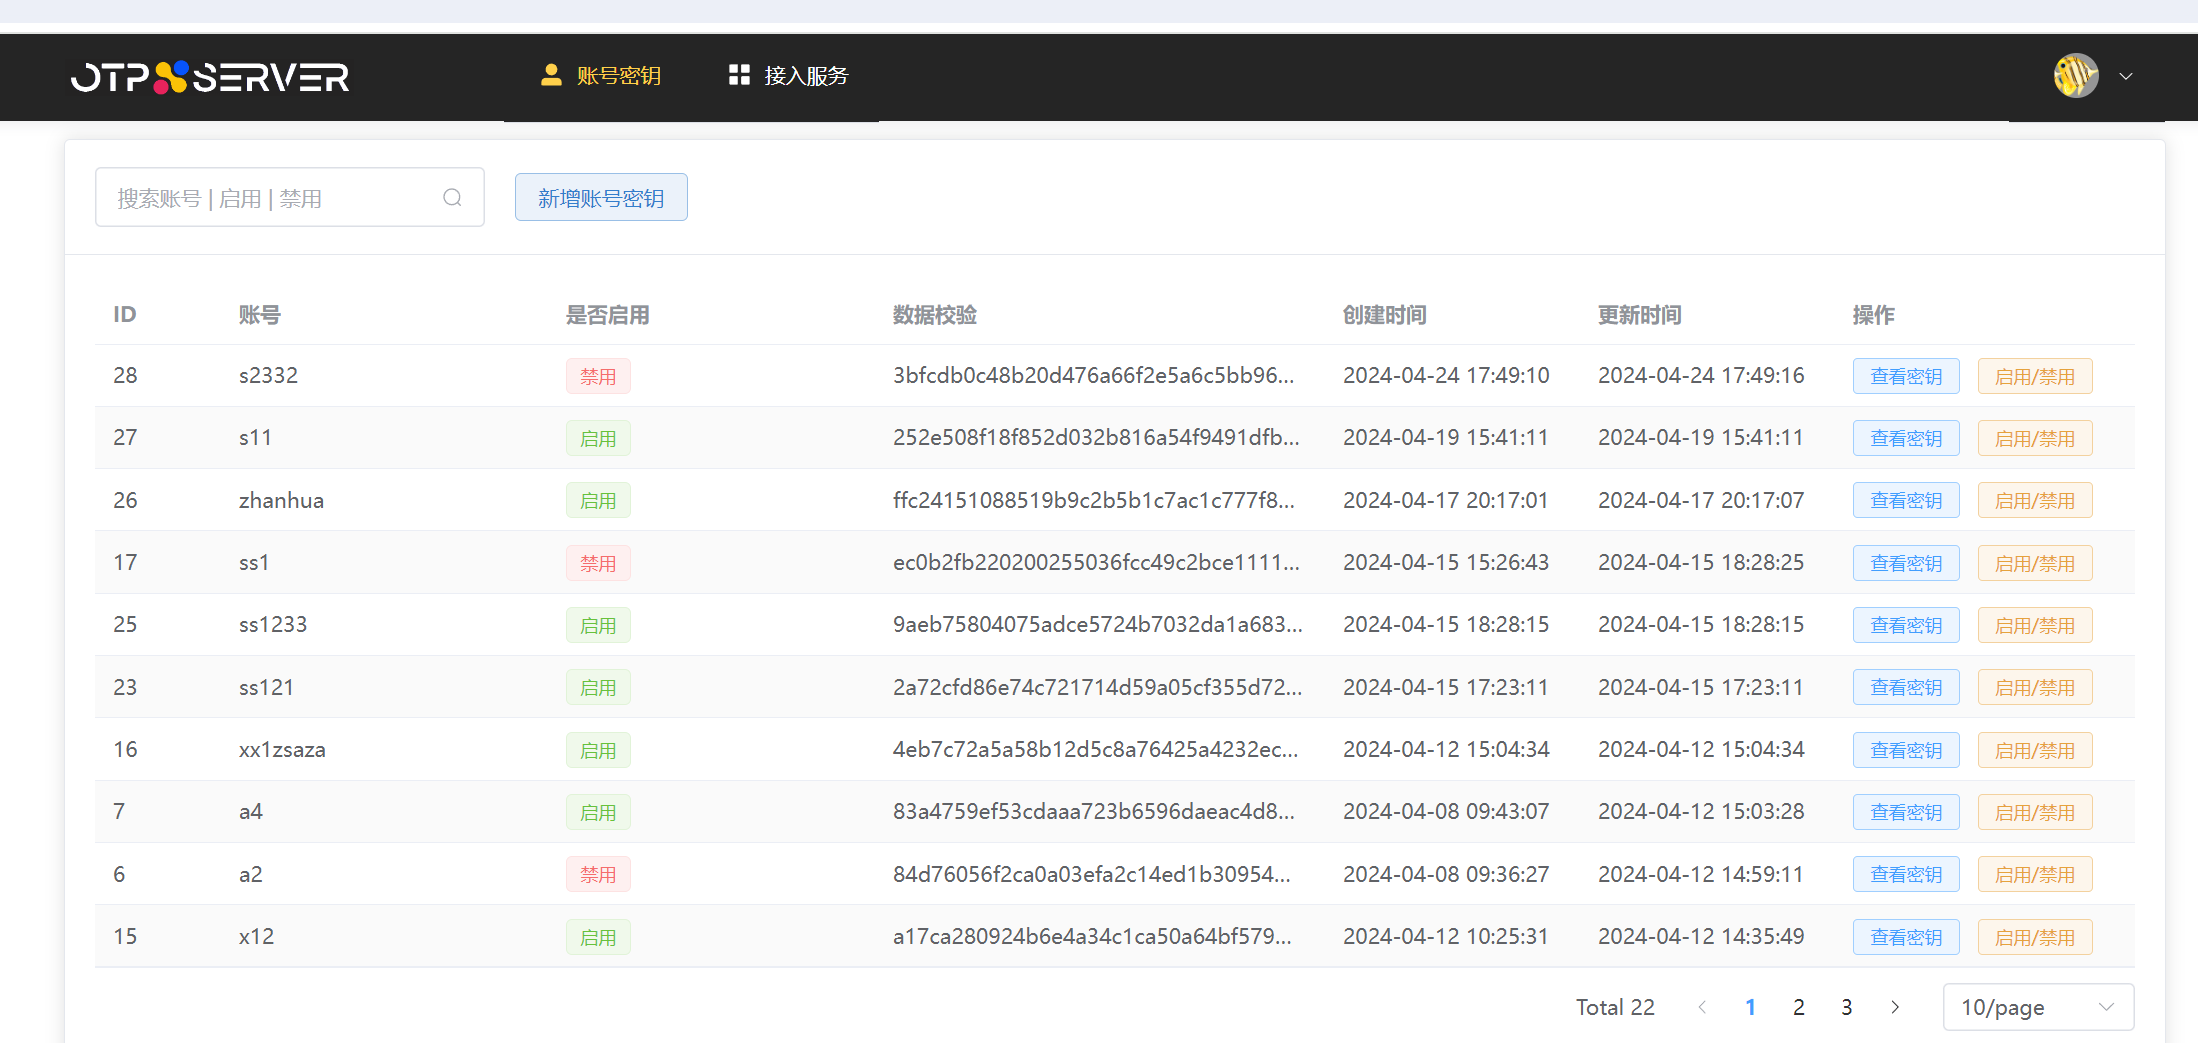 OTP SERVER 账号密钥 接入服务
搜索账号 | 启用 | 禁用 新增账号密钥
ID 账号 是否启用 数据校验 创建时间 更新时间 操作
28 s2332 禁用 3bfcdb0c48b20d476a66f2e5a6c5bb96... 2024-04-24 17:49:10 2024-04-24 17:49:16 查看密钥 启用/禁用
27 s11 启用 252e508f18f852d032b816a54f9491dfb... 2024-04-19 15:41:11 2024-04-19 15:41:11 查看密钥 启用/禁用
26 zhanhua 启用 ffc24151088519b9c2b5b1c7ac1c777f8... 2024-04-17 20:17:01 2024-04-17 20:17:07 查看密钥 启用/禁用
17 ss1 禁用 ec0b2fb220200255036fcc49c2bce1111... 2024-04-15 15:26:43 2024-04-15 18:28:25 查看密钥 启用/禁用
25 ss1233 启用 9aeb75804075adce5724b7032da1a683... 2024-04-15 18:28:15 2024-04-15 18:28:15 查看密钥 启用/禁用
23 ss121 启用 2a72cfd86e74c721714d59a05cf355d72... 2024-04-15 17:23:11 2024-04-15 17:23:11 查看密钥 启用/禁用
16 xx1zsaza 启用 4eb7c72a5a58b12d5c8a76425a4232ec... 2024-04-12 15:04:34 2024-04-12 15:04:34 查看密钥 启用/禁用
7 a4 启用 83a4759ef53cdaaa723b6596daeac4d8... 2024-04-08 09:43:07 2024-04-12 15:03:28 查看密钥 启用/禁用
6 a2 禁用 84d76056f2ca0a03efa2c14ed1b30954... 2024-04-08 09:36:27 2024-04-12 14:59:11 查看密钥 启用/禁用
15 x12 启用 a17ca280924b6e4a34c1ca50a64bf579... 2024-04-12 10:25:31 2024-04-12 14:35:49 查看密钥 启用/禁用
Total 22 1 2 3 10/page